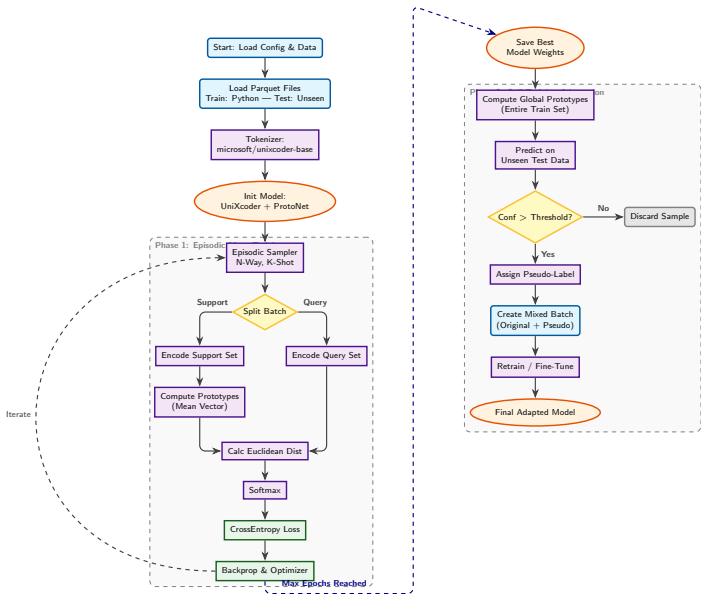 Start: Load Config & Data
Load Parquet Files
Train: Python — Test: Unseen
Tokenizer:
microsoft/unixcoder-base
Init Model:
UniXcoder + ProtoNet
Phase 1: Episodic
Episodic Sampler
N-Way, K-Shot
Support
Query
Split Batch
Encode Support Set
Encode Query Set
Compute Prototypes
(Mean Vector)
Iterate
Calc Euclidean Dist
Softmax
CrossEntropy Loss
Backprop & Optimizer
Max Epochs Reached
Save Best
Model Weights
Compute Global Prototypes
(Entire Train Set)
Predict on
Unseen Test Data
Conf > Threshold?
No
Discard Sample
Yes
Assign Pseudo-Label
Create Mixed Batch
(Original + Pseudo)
Retrain / Fine-Tune
Final Adapted Model